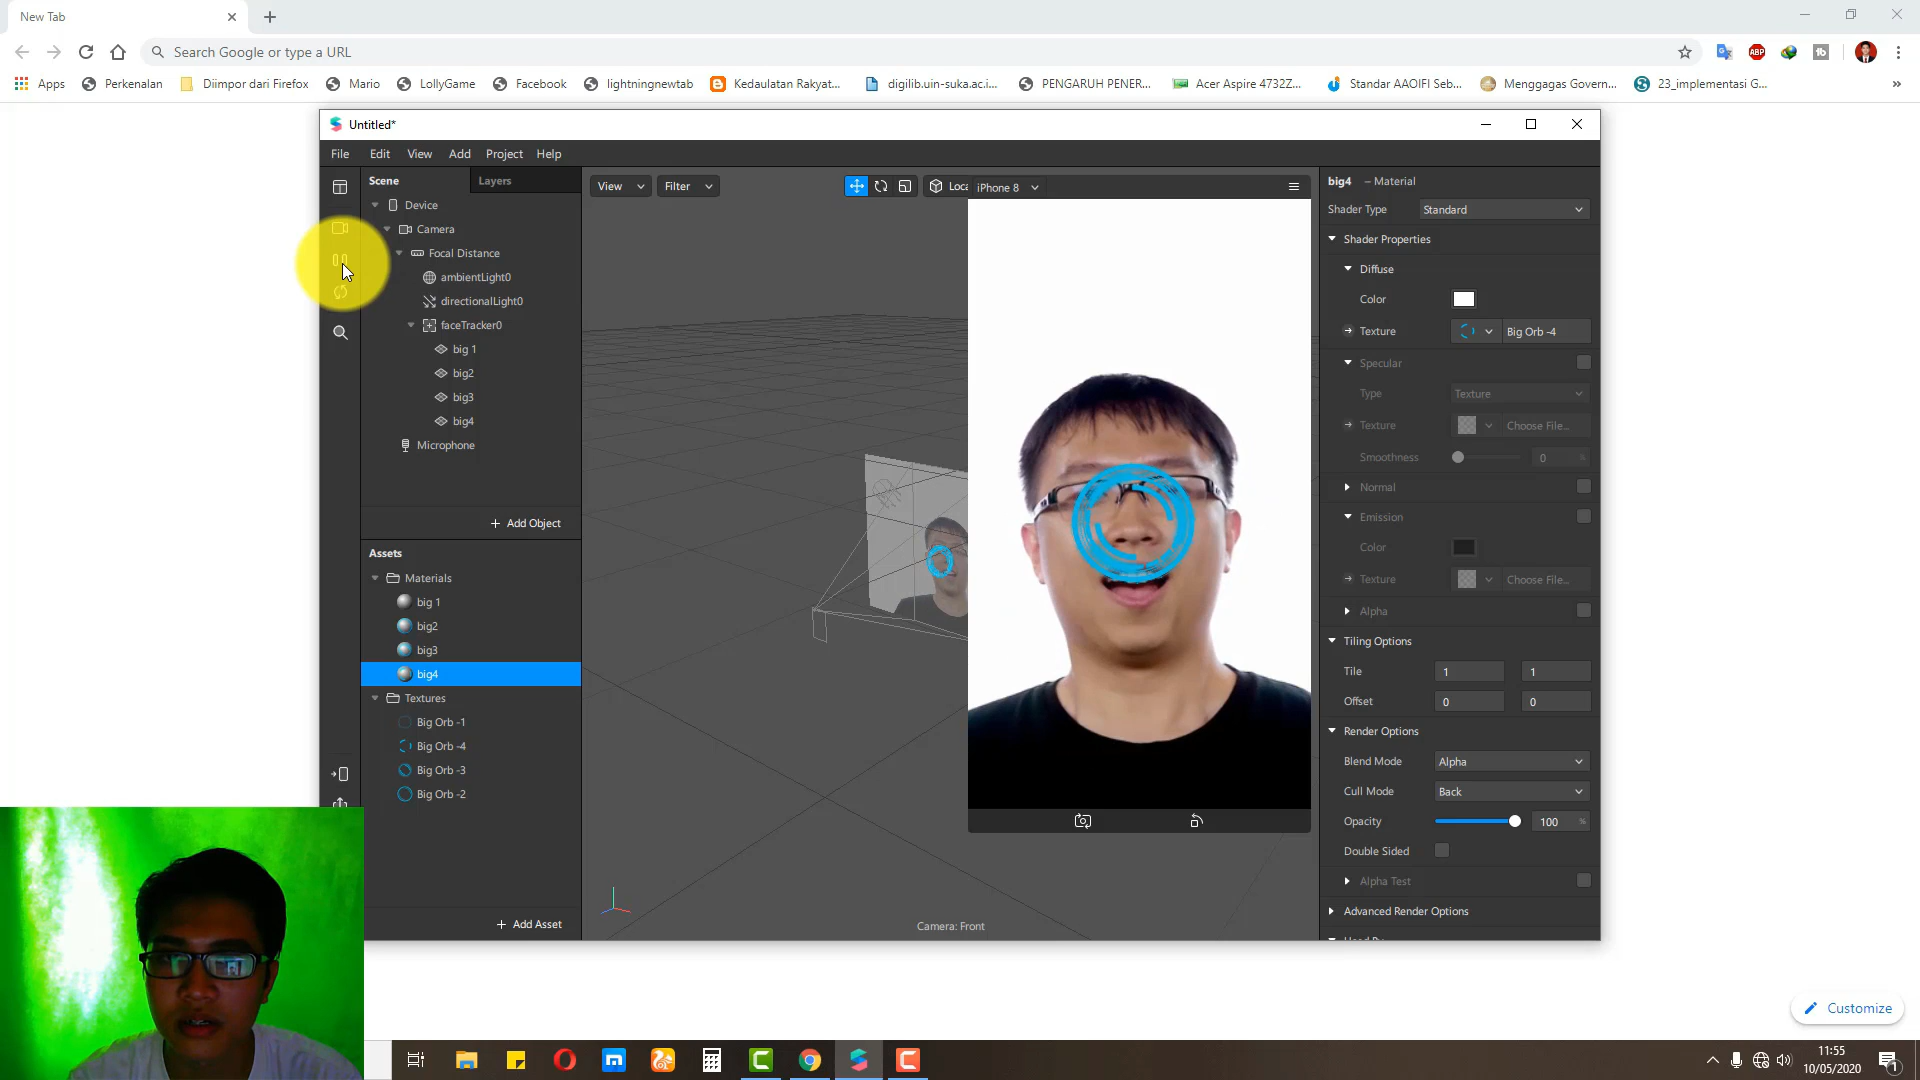 New Tab
Search Google or type a URL
Apps
Perkenalan
Diimpor dari Firefox
Mario
LollyGame
Facebook
lightningnewtab
Kedaulatan Rakyat...
digilib.uin-suka.ac.i...
PENGARUH PENER...
Acer Aspire 4732Z...
Standar AAOIFI Seb...
Menggagas Govern...
23_implementasi G...
ABP
Untitled*
File Edit View Add Project Help
Scene
Layers
Device
Camera
Focal Distance
ambientLight0
directionalLight0
faceTracker0
big 1
big2
big3
big4
Microphone
+ Add Object
Assets
Materials
big 1
big2
big3
big4
Textures
Big Orb -1
Big Orb -4
Big Orb -3
Big Orb -2
+ Add Asset
View
Filter
Loca
iPhone 8
Camera: Front
big4 – Material
Shader Type Standard
Shader Properties
Diffuse
Color
Texture Big Orb -4
Specular
Type Texture
Texture Choose File...
Smoothness 0 %
Normal
Emission
Color
Texture Choose File...
Alpha
Tiling Options
Tile 1 1
Offset 0 0
Render Options
Blend Mode Alpha
Cull Mode Back
Opacity 100 %
Double Sided
Alpha Test
Advanced Render Options
Customize
11:55
10/05/2020
1